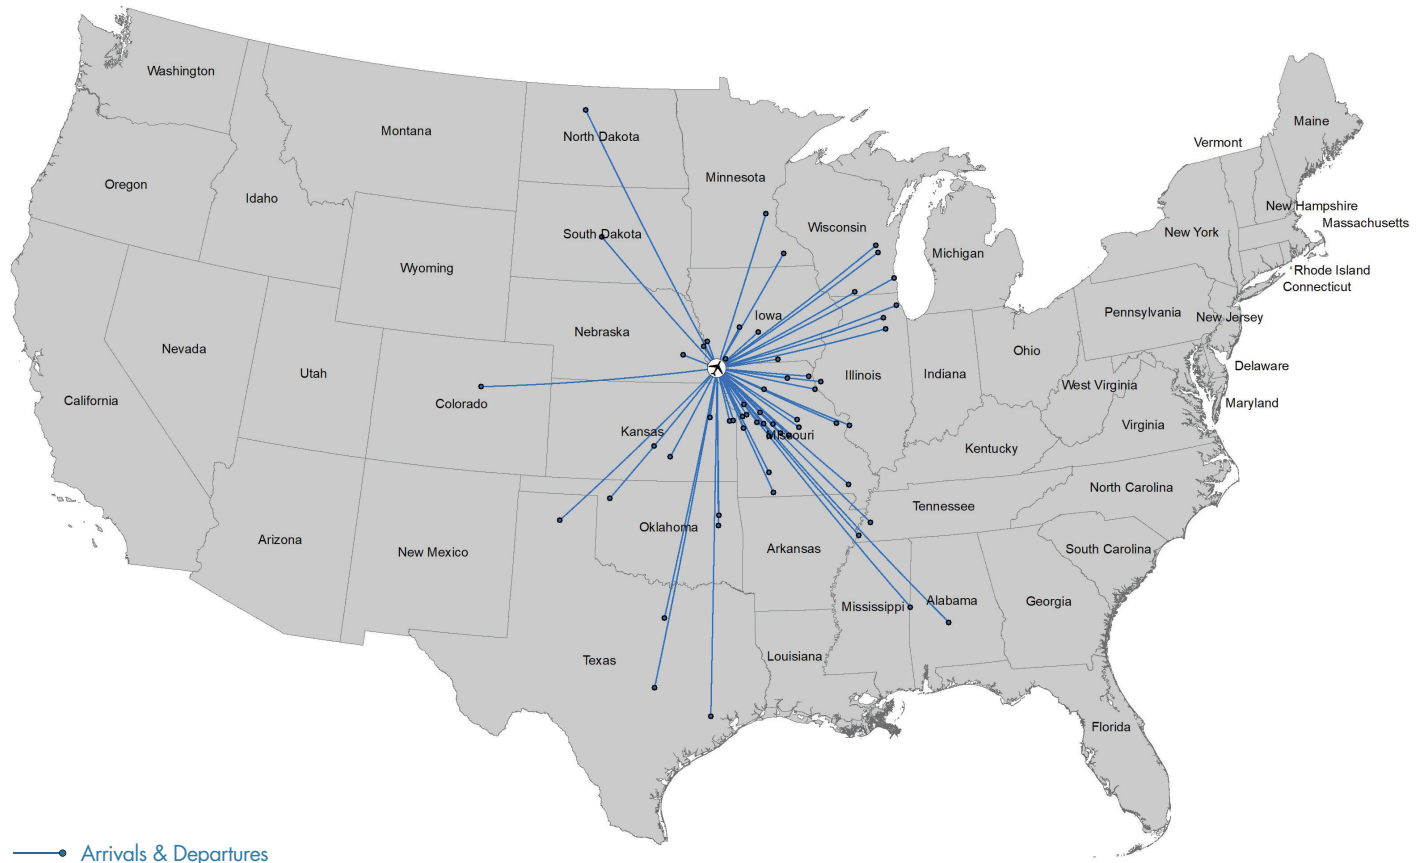 Washington
Montana
North Dakota
Minnesota
Maine
Vermont
Oregon
Idaho
South Dakota
Wisconsin
Michigan
New York
New Hampshire
Massachusetts
Wyoming
Rhode Island
Connecticut
Nebraska
Iowa
Pennsylvania
New Jersey
Nevada
Utah
Ohio
Delaware
Illinois
Indiana
West Virginia
California
Colorado
Maryland
Kansas
Missouri
Kentucky
Virginia
North Carolina
Arizona
New Mexico
Oklahoma
Arkansas
Tennessee
South Carolina
Mississippi
Alabama
Georgia
Texas
Louisiana
Florida
Arrivals & Departures